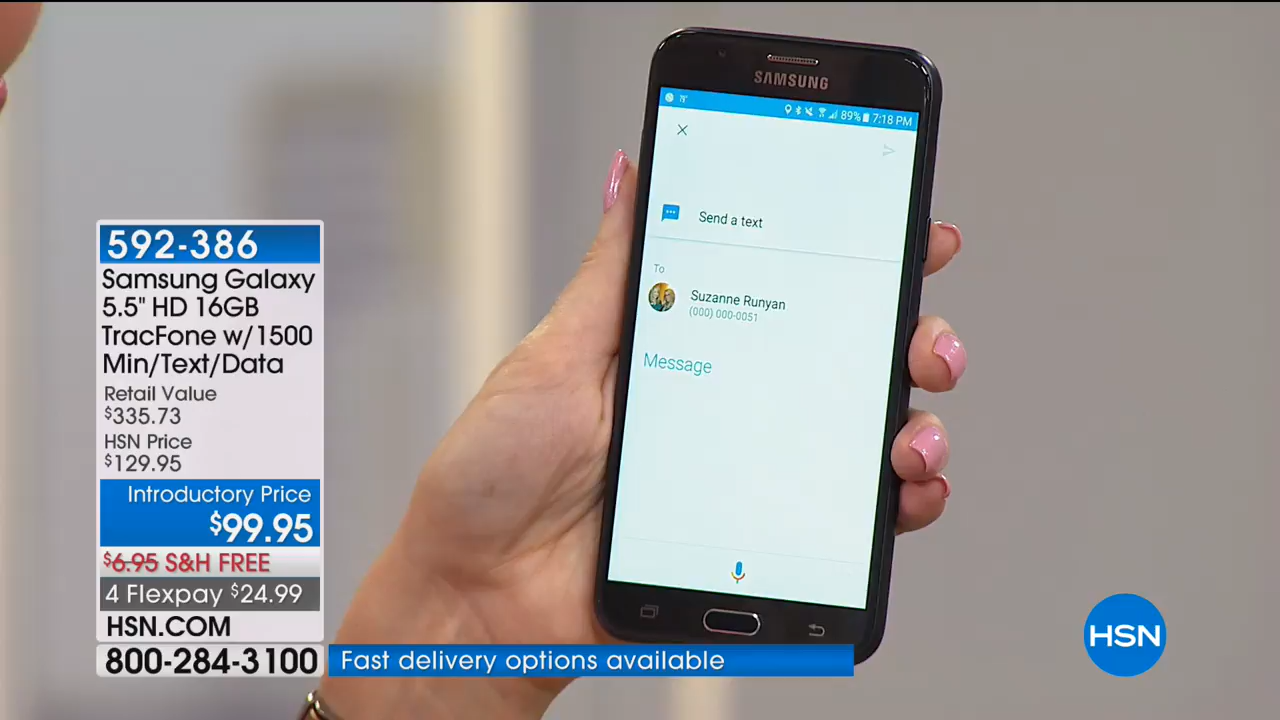 592-386
Samsung Galaxy
5.5" HD 16GB
TracFone w/1500
Min/Text/Data
Retail Value
$335.73
HSN Price
$129.95
Introductory Price
$99.95
$6.95 S&H FREE
4 Flexpay $24.99
HSN.COM
800-284-3100
Fast delivery options available
SAMSUNG
89% 7:18 PM
Send a text
To
Suzanne Runyan
(000) 000-0051
Message
HSN